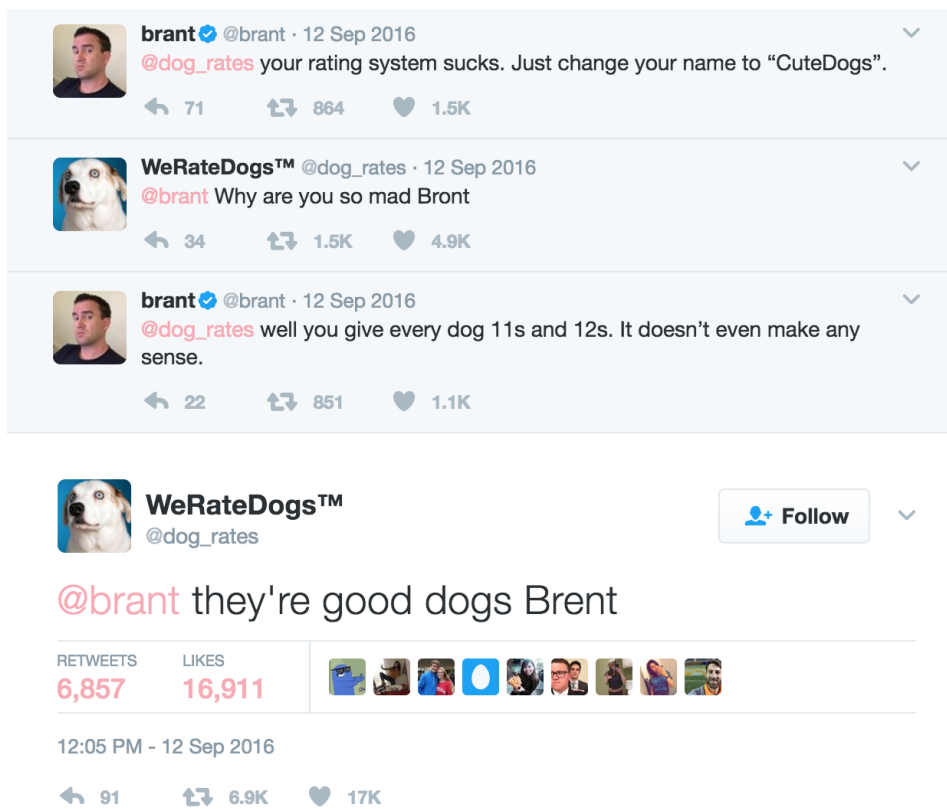 brant @brant · 12 Sep 2016
@dog_rates your rating system sucks. Just change your name to “CuteDogs”.
71 864 1.5K
WeRateDogs™ @dog_rates · 12 Sep 2016
@brant Why are you so mad Bront
34 1.5K 4.9K
brant @brant · 12 Sep 2016
@dog_rates well you give every dog 11s and 12s. It doesn’t even make any
sense.
22 851 1.1K
WeRateDogs™
@dog_rates
Follow
@brant they're good dogs Brent
RETWEETS LIKES
6,857 16,911
12:05 PM - 12 Sep 2016
91 6.9K 17K